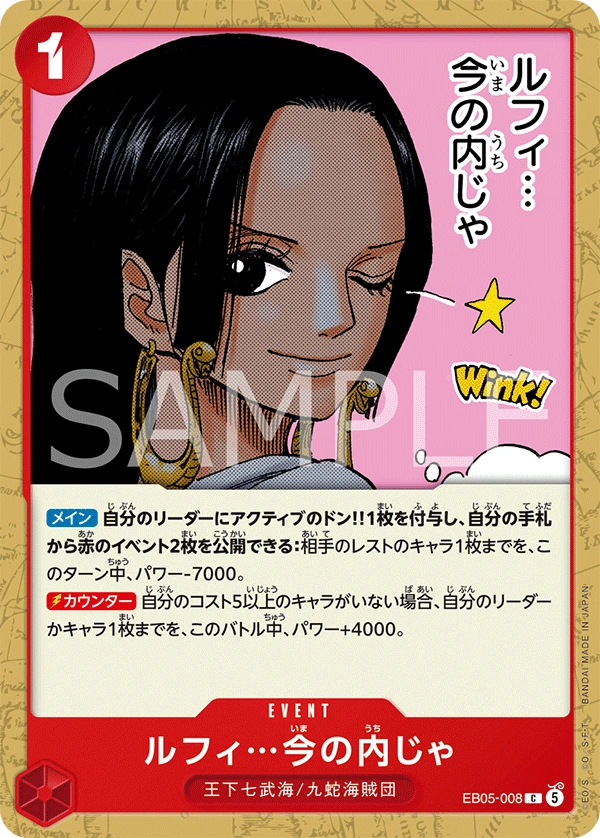 1
ルフィ…
今の内じゃ
いま
うち
Wink!
SAMPLE
メイン 自分のリーダーにアクティブのドン!!1枚を付与し、自分の手札
から赤のイベント2枚を公開できる:相手のレストのキャラ1枚までを、こ
のターン中、パワー-7000。
カウンター 自分のコスト5以上のキャラがいない場合、自分のリーダー
かキャラ1枚までを、このバトル中、パワー+4000。
EVENT
ルフィ…今の内じゃ
王下七武海/九蛇海賊団
EB05-008 C 5
©E.O. ©O. S・F・T・ BANDAI MADE IN JAPAN